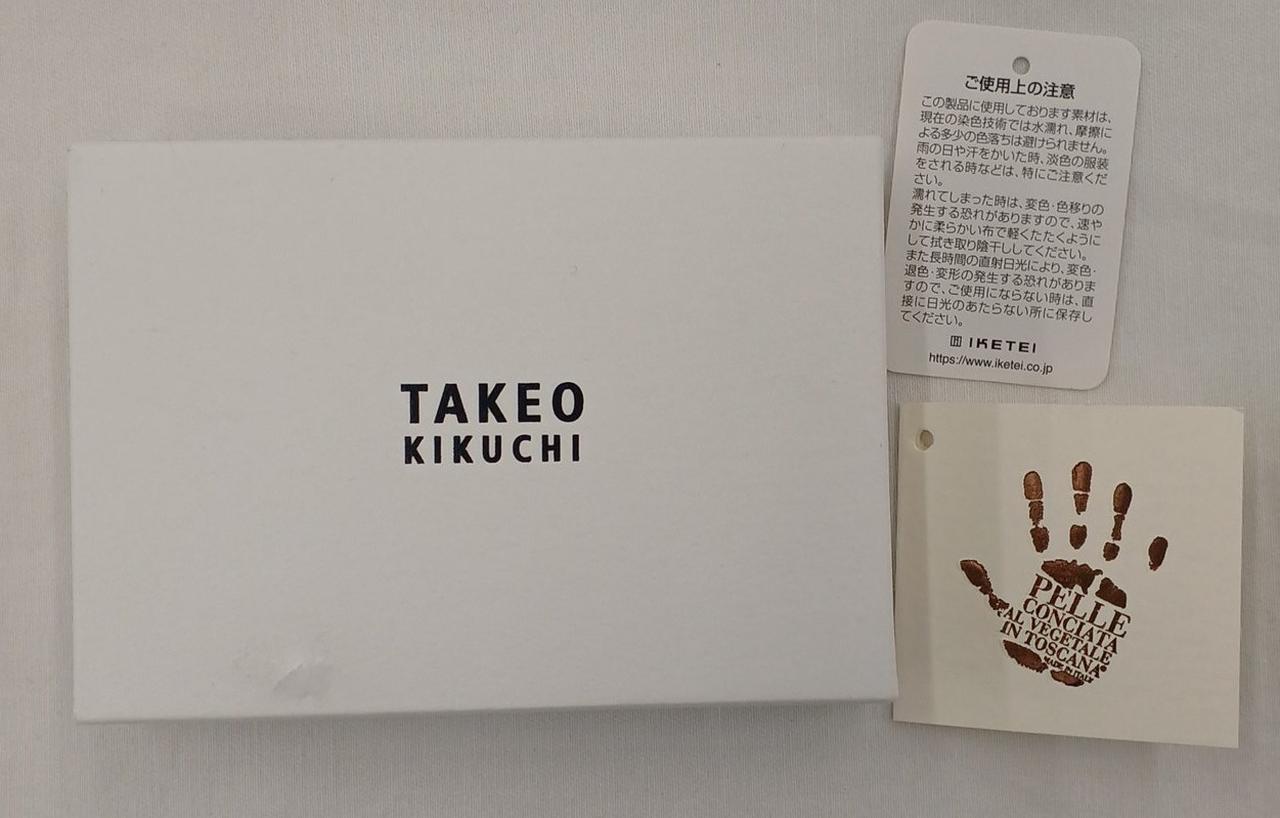 TAKEO
KIKUCHI
ご使用上の注意
この製品に使用しております素材は、
現在の染色技術では水濡れ、摩擦に
よる多少の色落ちは避けられません。
雨の日や汗をかいた時、淡色の服装
をされる時などは、特にご注意くだ
さい。
濡れてしまった時は、変色・色移りの
発生する恐れがありますので、速や
かに柔らかい布で軽くたたくように
して拭き取り陰干ししてください。
また長時間の直射日光により、変色・
退色・変形の発生する恐れがありま
すので、ご使用にならない時は、直
接に日光のあたらない所に保存し
てください。
IKETEI
https://www.iketei.co.jp
PELLE
CONCIATA
AL VEGETALE
IN TOSCANA
MADE IN ITALY